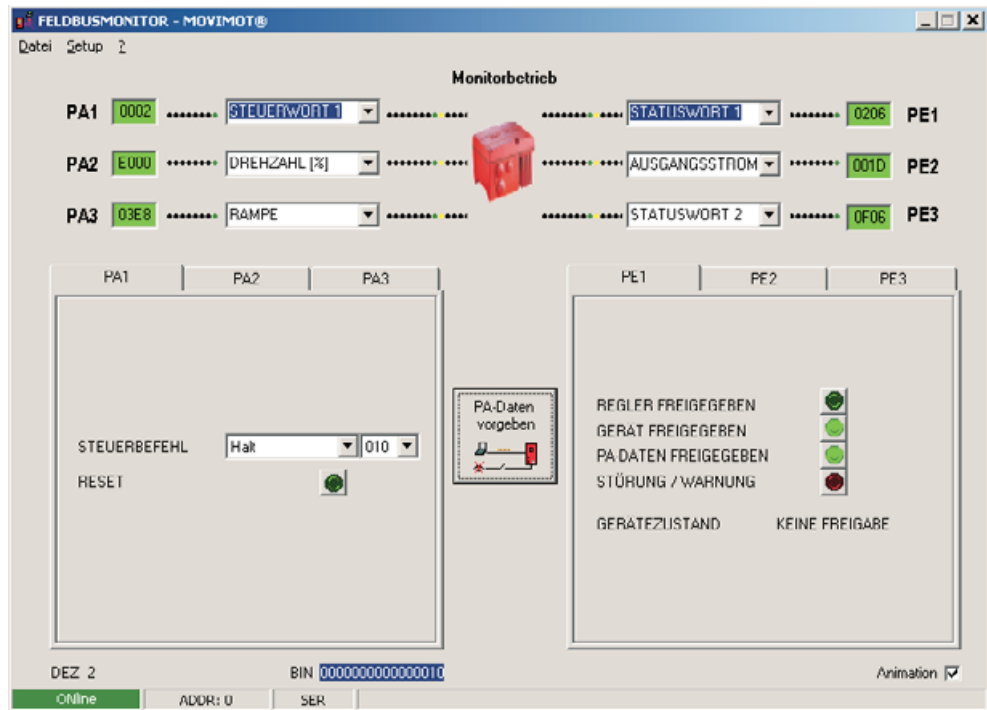 FELDBUSMONITOR - MOVIMOT®
Datei Setup ?
Monitorbetrieb
PA1 0002 STEUERWORT 1 STATUSWORT 1 0206 PE1
PA2 E000 DREHZAHL [%] AUSGANGSSTROM 001D PE2
PA3 03E8 RAMPE STATUSWORT 2 0F06 PE3
PA1 PA2 PA3 PE1 PE2 PE3
PA-Daten
vorgeben
REGLER FREIGEGEBEN
GERÄT FREIGEGEBEN
PA-DATEN FREIGEGEBEN
STÖRUNG / WARNUNG
STEUERBEFEHL Halt 010
RESET
GERÄTEZUSTAND KEINE FREIGABE
DEZ 2 BIN 0000000000000010 Animation
ONline ADDR: 0 SER